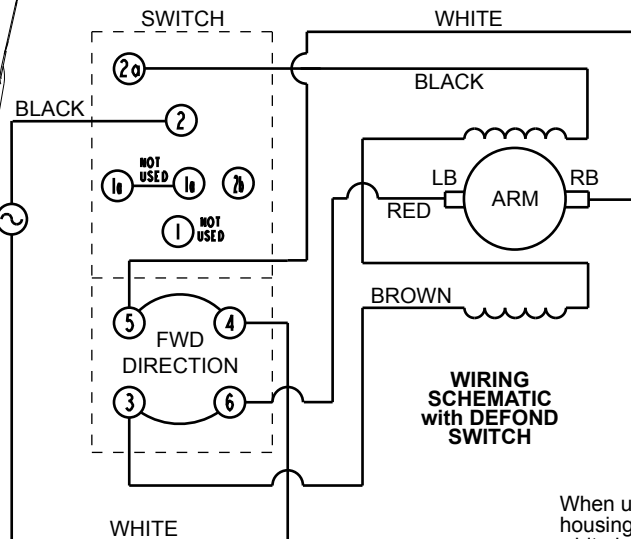 SWITCH
WHITE
2a
BLACK
BLACK
2
NOT
USED
1a
1a
2b
LB
ARM
RB
RED
1
NOT
USED
BROWN
5
4
FWD
DIRECTION
3
6
WIRING
SCHEMATIC
with DEFOND
SWITCH
When u
housing
WHITE